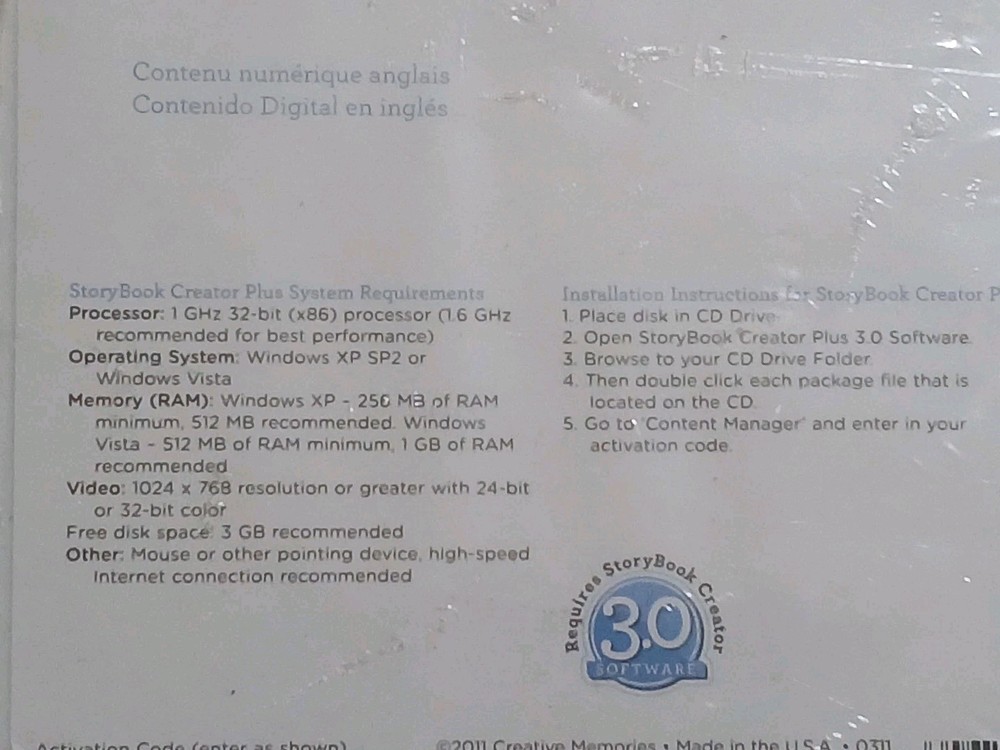 Contenu numérique anglais
Contenido Digital en inglés
StoryBook Creator Plus System Requirements
Processor: 1 GHz 32-bit (x86) processor (1.6 GHz
recommended for best performance)
Operating System: Windows XP SP2 or
Windows Vista
Memory (RAM): Windows XP - 256 MB of RAM
minimum, 512 MB recommended. Windows
Vista - 512 MB of RAM minimum, 1 GB of RAM
recommended
Video: 1024 x 768 resolution or greater with 24-bit
or 32-bit color
Free disk space: 3 GB recommended
Other: Mouse or other pointing device, high-speed
Internet connection recommended
Installation Instructions for StoryBook Creator P
1. Place disk in CD Drive
2. Open StoryBook Creator Plus 3.0 Software.
3. Browse to your CD Drive Folder.
4. Then double click each package file that is
located on the CD.
5. Go to 'Content Manager' and enter in your
activation code.
Requires StoryBook Creator
3.0
SOFTWARE
Activation Code (enter as shown)
©2011 Creative Memories • Made in the U.S.A. • 0311